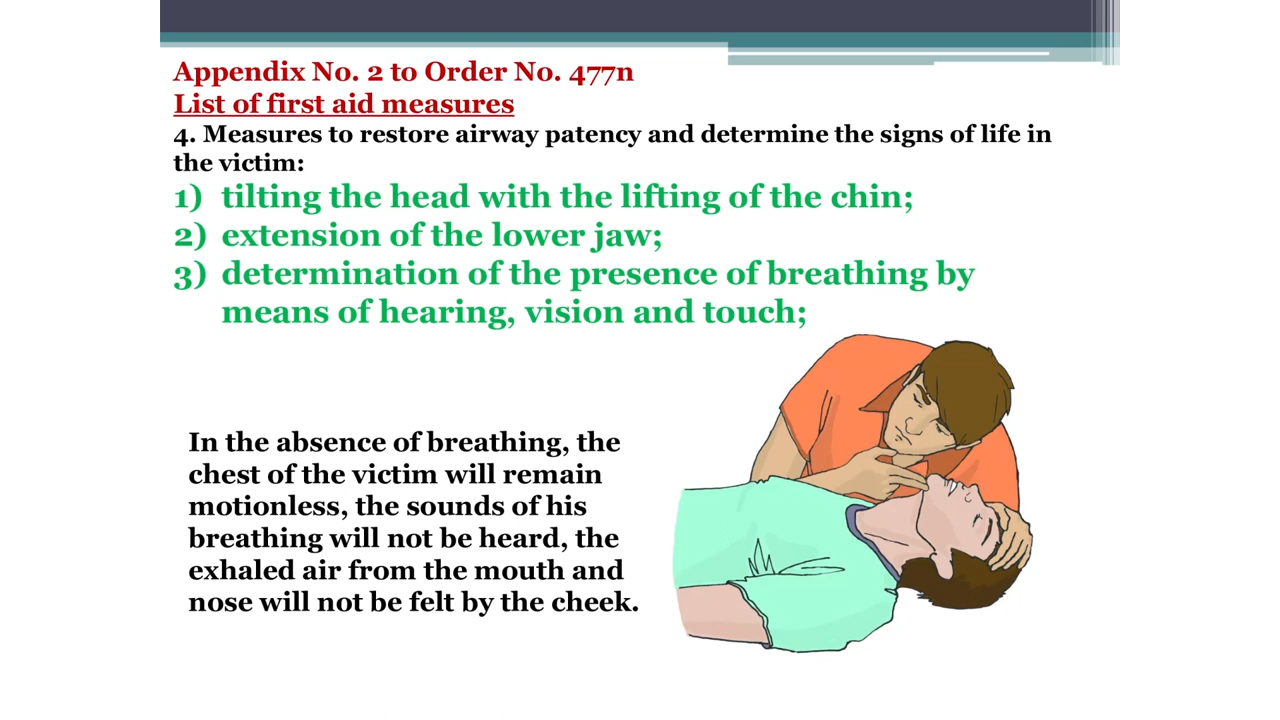 Appendix No. 2 to Order No. 477n
List of first aid measures
4. Measures to restore airway patency and determine the signs of life in
the victim:
1) tilting the head with the lifting of the chin;
2) extension of the lower jaw;
3) determination of the presence of breathing by
means of hearing, vision and touch;
In the absence of breathing, the
chest of the victim will remain
motionless, the sounds of his
breathing will not be heard, the
exhaled air from the mouth and
nose will not be felt by the cheek.